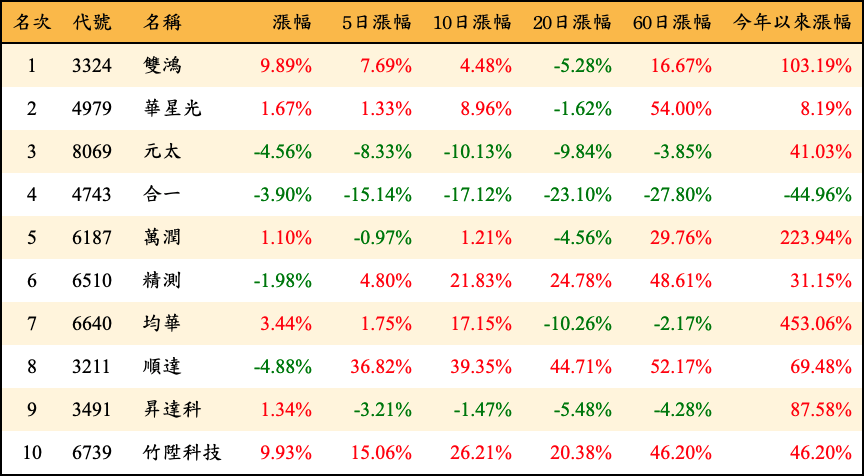 名次 代號 名稱 漲幅 5日漲幅 10日漲幅 20日漲幅 60日漲幅 今年以來漲幅
1 3324 雙鴻 9.89% 7.69% 4.48% -5.28% 16.67% 103.19%
2 4979 華星光 1.67% 1.33% 8.96% -1.62% 54.00% 8.19%
3 8069 元太 -4.56% -8.33% -10.13% -9.84% -3.85% 41.03%
4 4743 合一 -3.90% -15.14% -17.12% -23.10% -27.80% -44.96%
5 6187 萬潤 1.10% -0.97% 1.21% -4.56% 29.76% 223.94%
6 6510 精測 -1.98% 4.80% 21.83% 24.78% 48.61% 31.15%
7 6640 均華 3.44% 1.75% 17.15% -10.26% -2.17% 453.06%
8 3211 順達 -4.88% 36.82% 39.35% 44.71% 52.17% 69.48%
9 3491 昇達科 1.34% -3.21% -1.47% -5.48% -4.28% 87.58%
10 6739 竹陞科技 9.93% 15.06% 26.21% 20.38% 46.20% 46.20%